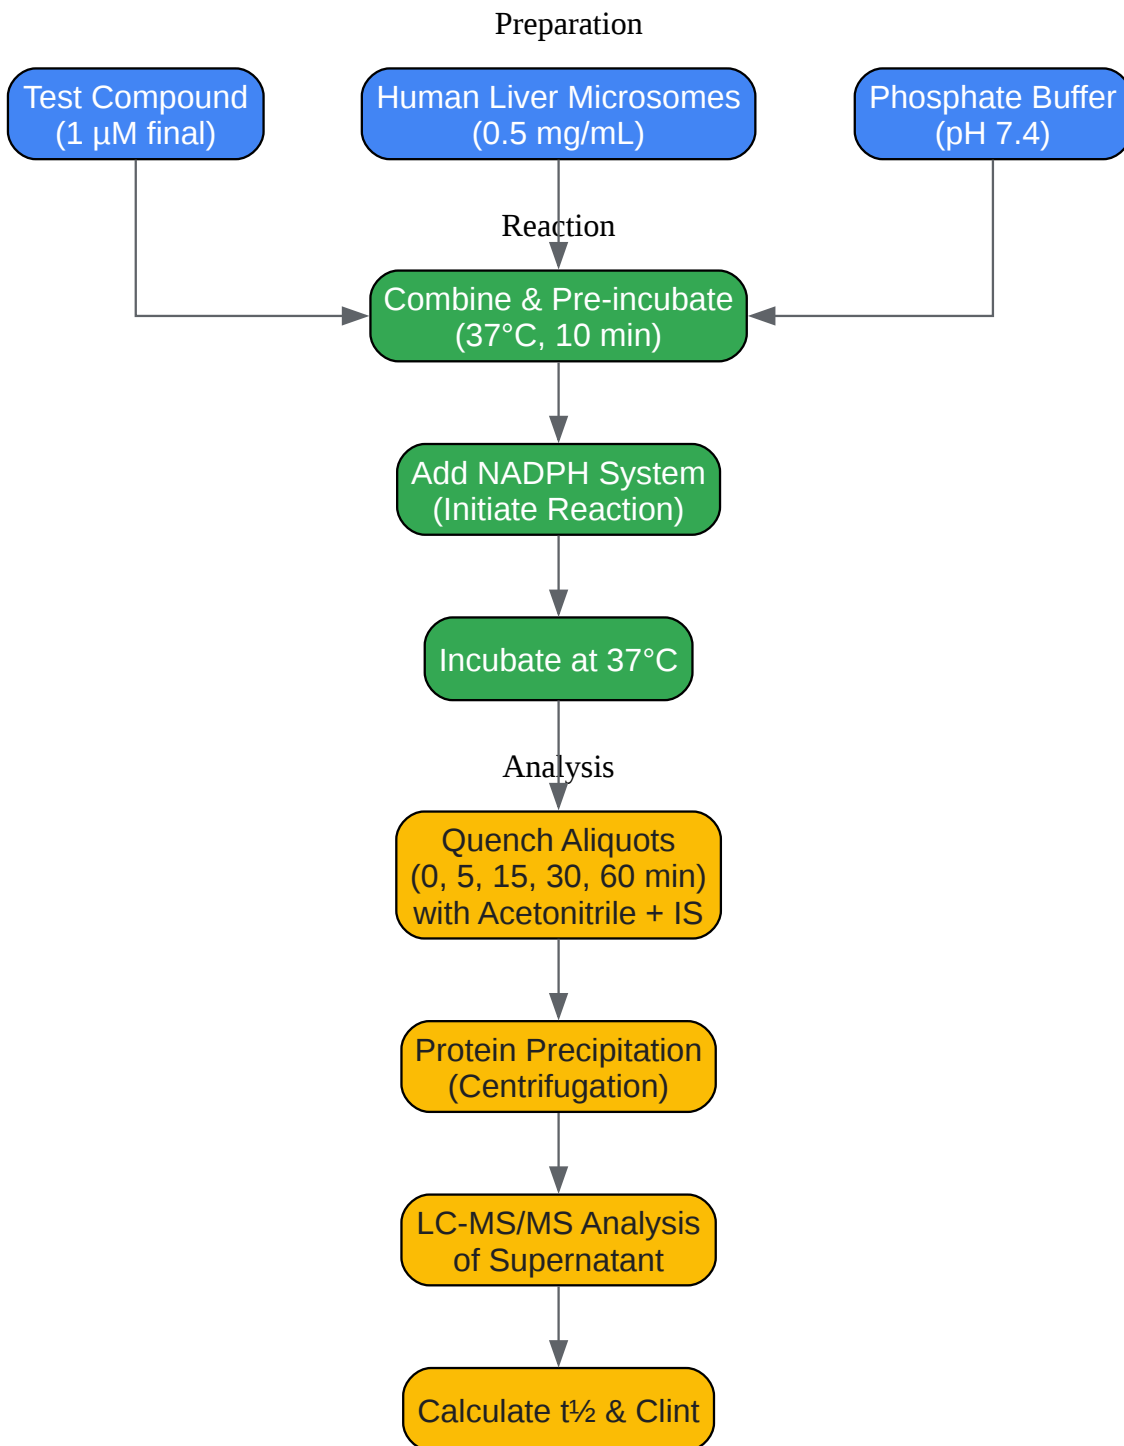 Preparation
Test Compound
(1 µM final)
Human Liver Microsomes
(0.5 mg/mL)
Phosphate Buffer
(pH 7.4)
Reaction
Combine & Pre-incubate
(37°C, 10 min)
Add NADPH System
(Initiate Reaction)
Incubate at 37°C
Analysis
Quench Aliquots
(0, 5, 15, 30, 60 min)
with Acetonitrile + IS
Protein Precipitation
(Centrifugation)
LC-MS/MS Analysis
of Supernatant
Calculate t½ & Clint